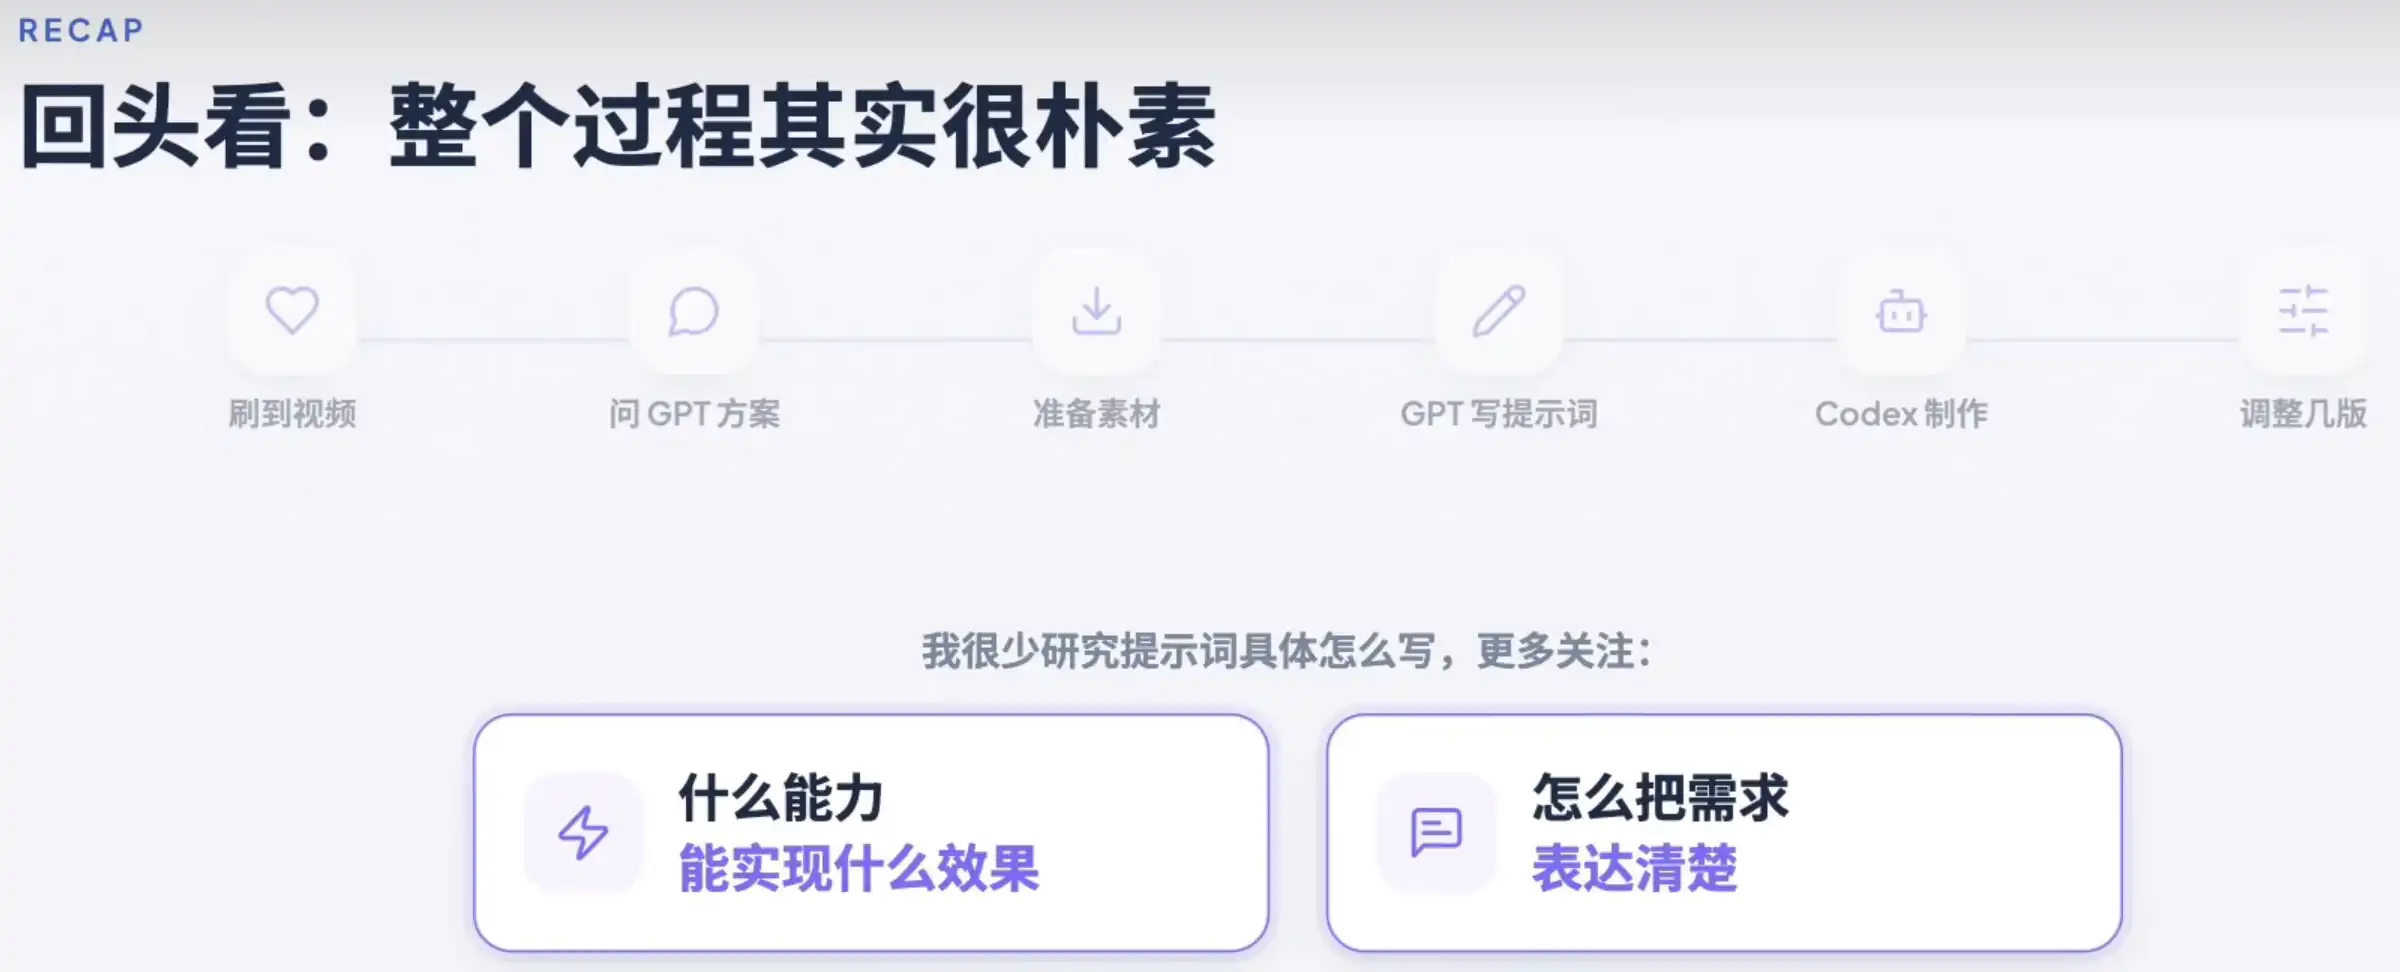 RECAP
回头看：整个过程其实很朴素
刷到视频
问 GPT 方案
准备素材
GPT 写提示词
Codex 制作
调整几版
我很少研究提示词具体怎么写，更多关注：
什么能力
能实现什么效果
怎么把需求
表达清楚